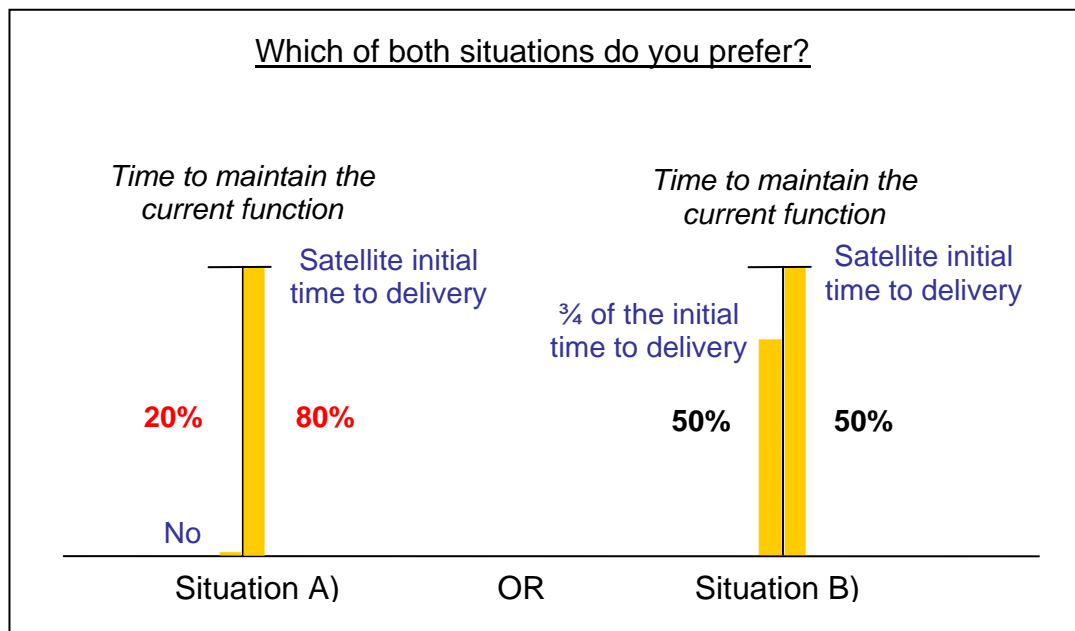 Which of both situations do you prefer?
Time to maintain the
current function
Satellite initial
time to delivery
20%
80%
No
Situation A)
OR
Time to maintain the
current function
¾ of the initial
time to delivery
Satellite initial
time to delivery
50%
50%
Situation B)